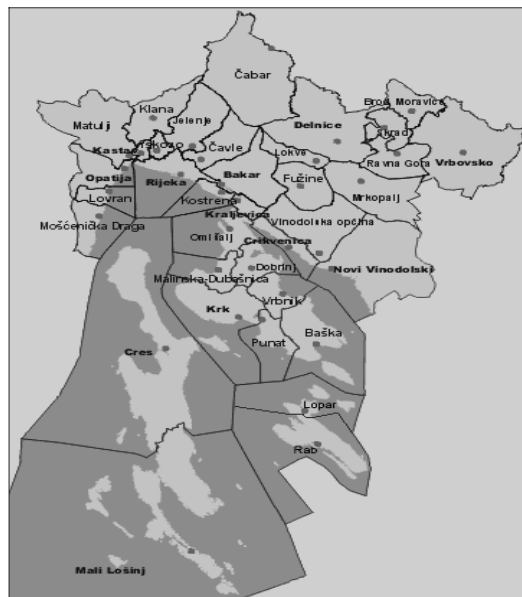 Čabar
Klana
Brod Moravice
Matulji
Jelenje
Delnice
Skrad
Kastav
Čavle
Lokve
Ravna Gora
Vrbovsko
Opatija
Rijeka
Bakar
Fužine
Lovran
Kostrena
Mrkopalj
Mošćenička Draga
Kraljevica
Vinodolska općina
Omišalj
Crikvenica
Dobrinj
Novi Vinodolski
Malinska-Dubašnica
Vrbnik
Krk
Baška
Punat
Cres
Lopar
Rab
Mali Lošinj